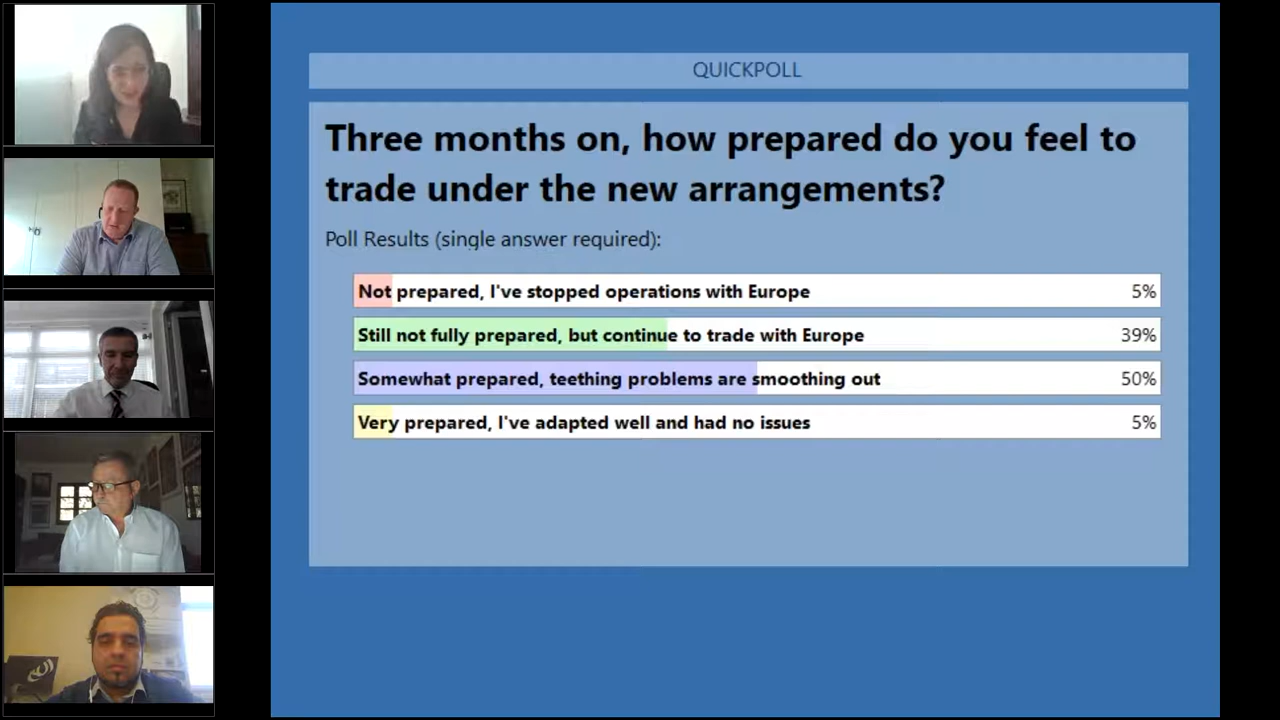 QUICKPOLL
Three months on, how prepared do you feel to
trade under the new arrangements?
Poll Results (single answer required):
Not prepared, I've stopped operations with Europe 5%
Still not fully prepared, but continue to trade with Europe 39%
Somewhat prepared, teething problems are smoothing out 50%
Very prepared, I've adapted well and had no issues 5%